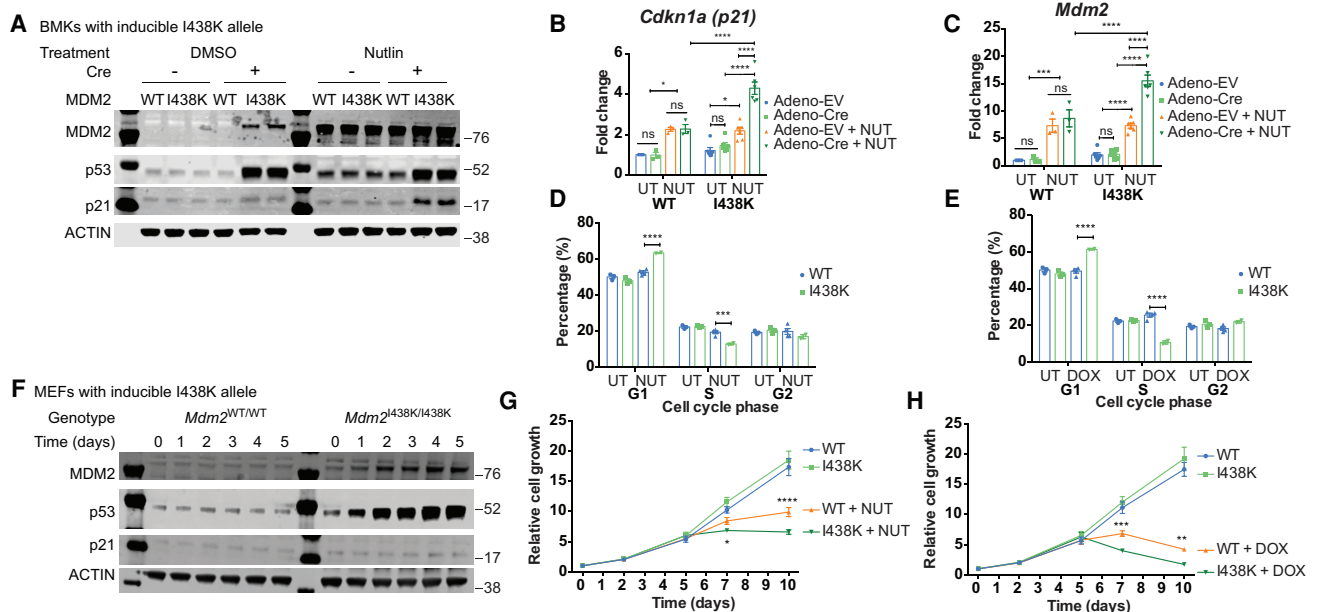 A BMKs with inducible I438K allele
Treatment DMSO Nutlin
Cre - + - +
MDM2 WT I438K WT I438K WT I438K WT I438K
MDM2 –76
p53 –52
p21 –17
ACTIN –38
B Cdkn1a (p21)
Fold change
6
4
2
0
ns * ns ns * **** **** ****
UT NUT UT NUT
WT I438K
Adeno-EV
Adeno-Cre
Adeno-EV + NUT
Adeno-Cre + NUT
C Mdm2
Fold change
25
20
15
10
5
0
ns *** ns ns **** **** **** ****
UT NUT UT NUT
WT I438K
Adeno-EV
Adeno-Cre
Adeno-EV + NUT
Adeno-Cre + NUT
D
Percentage (%)
80
60
40
20
0
**** ***
WT
I438K
UT NUT UT NUT UT NUT
G1 S G2
Cell cycle phase
E
Percentage (%)
80
60
40
20
0
**** ****
WT
I438K
UT DOX UT DOX UT DOX
G1 S G2
Cell cycle phase
F MEFs with inducible I438K allele
Genotype Mdm2WT/WT Mdm2I438K/I438K
Time (days) 0 1 2 3 4 5 0 1 2 3 4 5
MDM2 –76
p53 –52
p21 –17
ACTIN –38
G
Relative cell growth
25
20
15
10
5
0
WT
I438K
****
WT + NUT
I438K + NUT
*
0 1 2 3 4 5 6 7 8 9 10
Time (days)
H
Relative cell growth
25
20
15
10
5
0
WT
I438K
***
**
WT + DOX
I438K + DOX
0 1 2 3 4 5 6 7 8 9 10
Time (days)